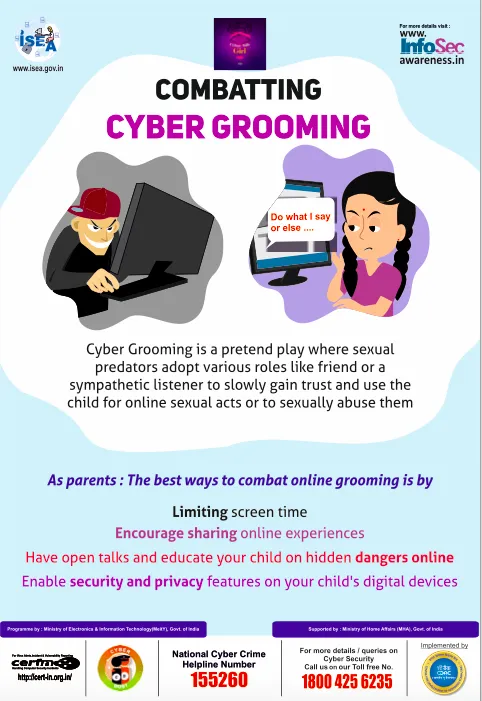 For more details visit :
ISEA
www.
InfoSec
awareness.in
www.isea.gov.in
COMBATTING
CYBER GROOMING
Do what I say
or else ....
Cyber Grooming is a pretend play where sexual
predators adopt various roles like friend or a
sympathetic listener to slowly gain trust and use the
child for online sexual acts or to sexually abuse them
As parents : The best ways to combat online grooming is by
Limiting screen time
Encourage sharing online experiences
Have open talks and educate your child on hidden dangers online
Enable security and privacy features on your child's digital devices
Programme by : Ministry of Electronics & Information Technology(MeitY), Govt. of India
Supported by : Ministry of Home Affairs (MHA), Govt. of India
http://cert-in.org.in/
CYBER
National Cyber Crime
Helpline Number
155260
For more details / queries on
Cyber Security
Call us on our Toll free No.
1800 425 6235
Implemented by